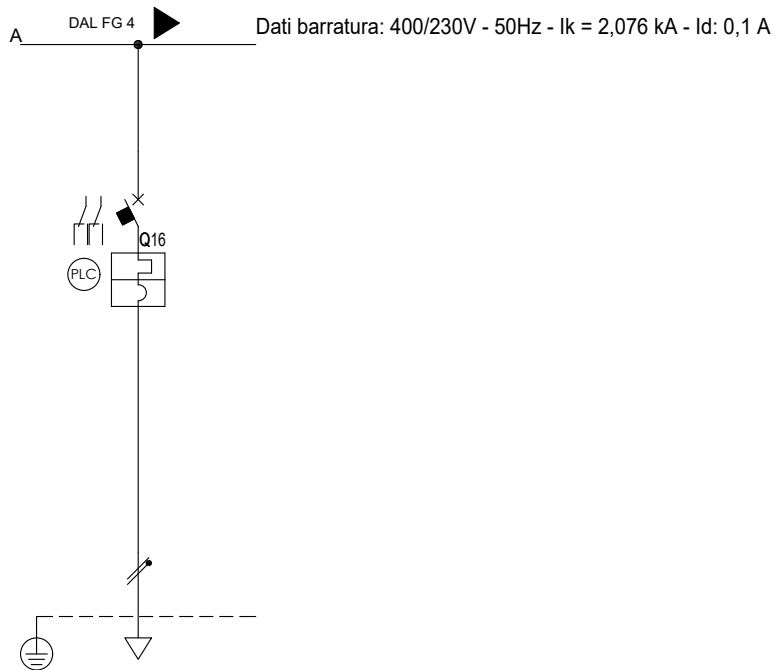 DAL FG 4
Dati barratura: 400/230V - 50Hz - Ik = 2,076 kA - Id: 0,1 A
A
Q16
PLC